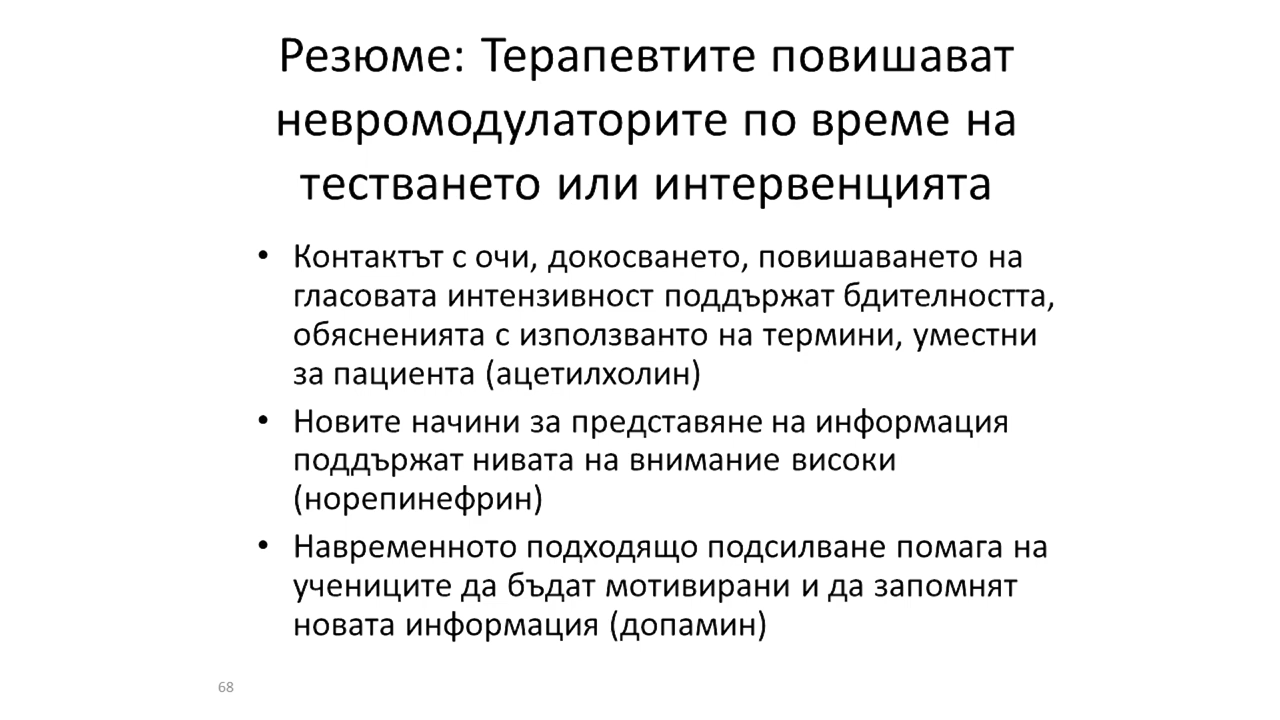 Резюме: Терапевтите повишават
невромодулаторите по време на
тестването или интервенцията
• Контактът с очи, докосването, повишаването на
гласовата интензивност поддържат бдителността,
обясненията с използванто на термини, уместни
за пациента (ацетилхолин)
• Новите начини за представяне на информация
поддържат нивата на внимание високи
(норепинефрин)
• Навременното подходящо подсилване помага на
учениците да бъдат мотивирани и да запомнят
новата информация (допамин)
68